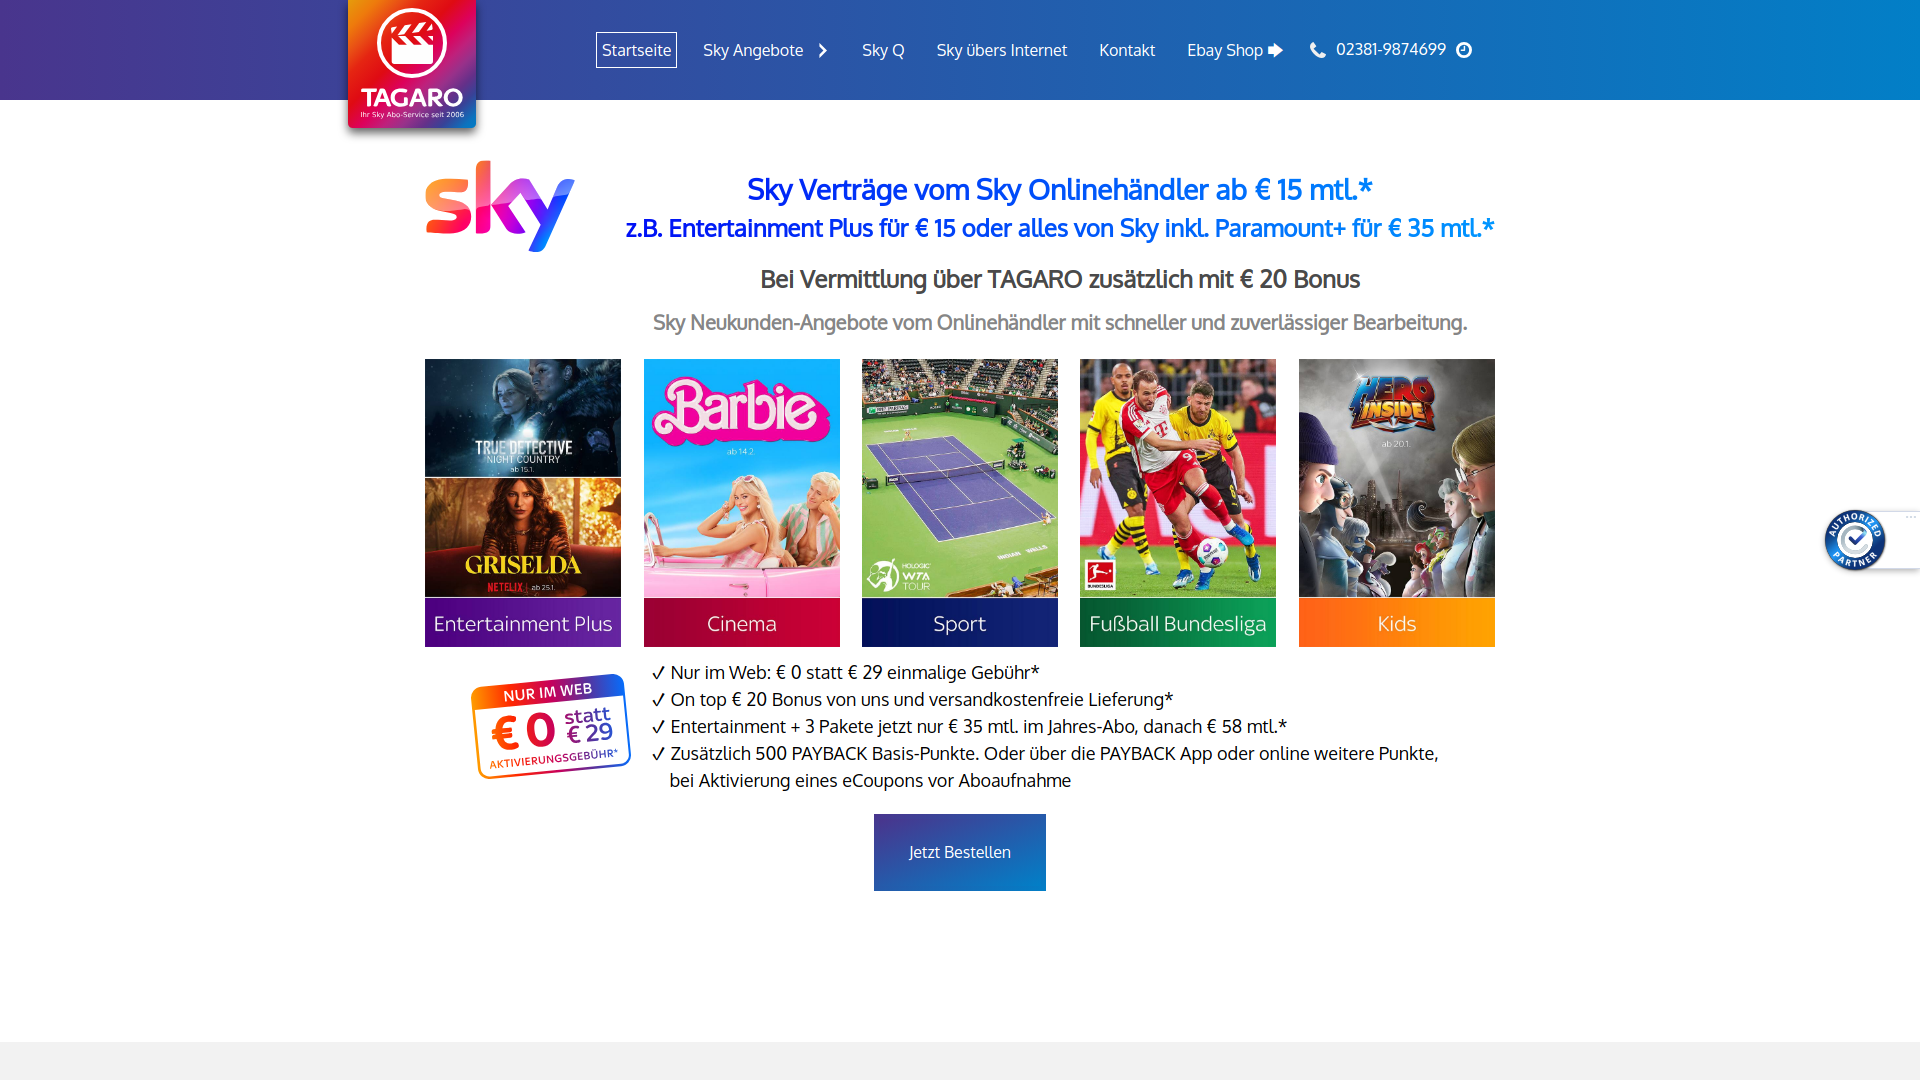 TAGARO
Ihr Sky Abo-Service seit 2006
Startseite
Sky Angebote
Sky Q
Sky übers Internet
Kontakt
Ebay Shop
02381-9874699
sky
Sky Verträge vom Sky Onlinehändler ab € 15 mtl.*
z.B. Entertainment Plus für € 15 oder alles von Sky inkl. Paramount+ für € 35 mtl.*
Bei Vermittlung über TAGARO zusätzlich mit € 20 Bonus
Sky Neukunden-Angebote vom Onlinehändler mit schneller und zuverlässiger Bearbeitung.
TRUE DETECTIVE
NIGHT COUNTRY
ab 15.1.
GRISELDA
NETFLIX ab 25.1.
Entertainment Plus
Barbie
ab 14.2.
Cinema
INDIAN WELLS
HOLOGIC
WTA
TOUR
Sport
BUNDESLIGA
Fußball Bundesliga
HERO
INSIDE
ab 20.1.
Kids
AUTHORIZED
PARTNER
NUR IM WEB
€ 0 statt
€ 29
AKTIVIERUNGSGEBÜHR*
✓ Nur im Web: € 0 statt € 29 einmalige Gebühr*
✓ On top € 20 Bonus von uns und versandkostenfreie Lieferung*
✓ Entertainment + 3 Pakete jetzt nur € 35 mtl. im Jahres-Abo, danach € 58 mtl.*
✓ Zusätzlich 500 PAYBACK Basis-Punkte. Oder über die PAYBACK App oder online weitere Punkte,
bei Aktivierung eines eCoupons vor Aboaufnahme
Jetzt Bestellen